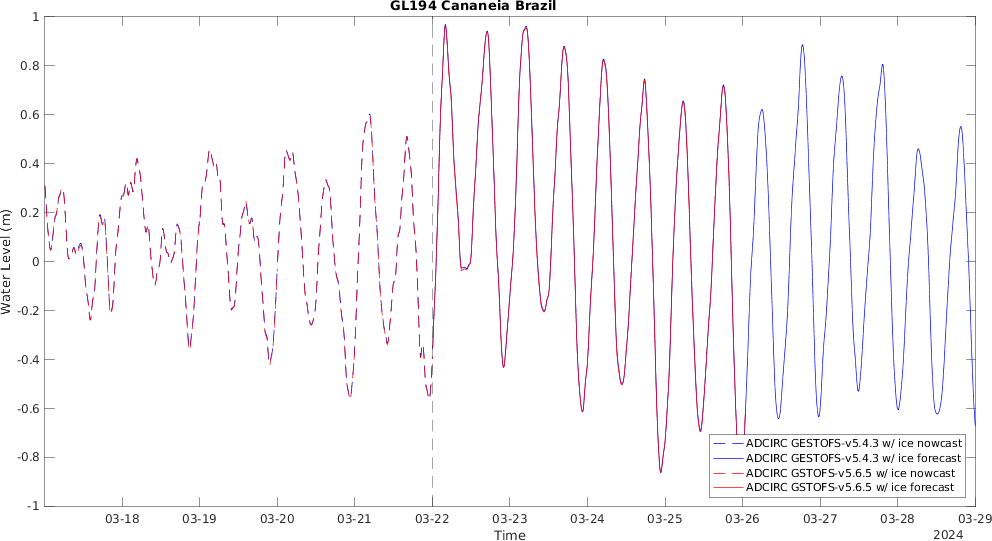 GL194 Cananeia Brazil
Water Level (m)
1
0.8
0.6
0.4
0.2
0
-0.2
-0.4
-0.6
-0.8
-1
ADCIRC GESTOFS-v5.4.3 w/ ice nowcast
ADCIRC GESTOFS-v5.4.3 w/ ice forecast
ADCIRC GSTOFS-v5.6.5 w/ ice nowcast
ADCIRC GSTOFS-v5.6.5 w/ ice forecast
03-18 03-19 03-20 03-21 03-22 03-23 03-24 03-25 03-26 03-27 03-28 03-29
Time
2024